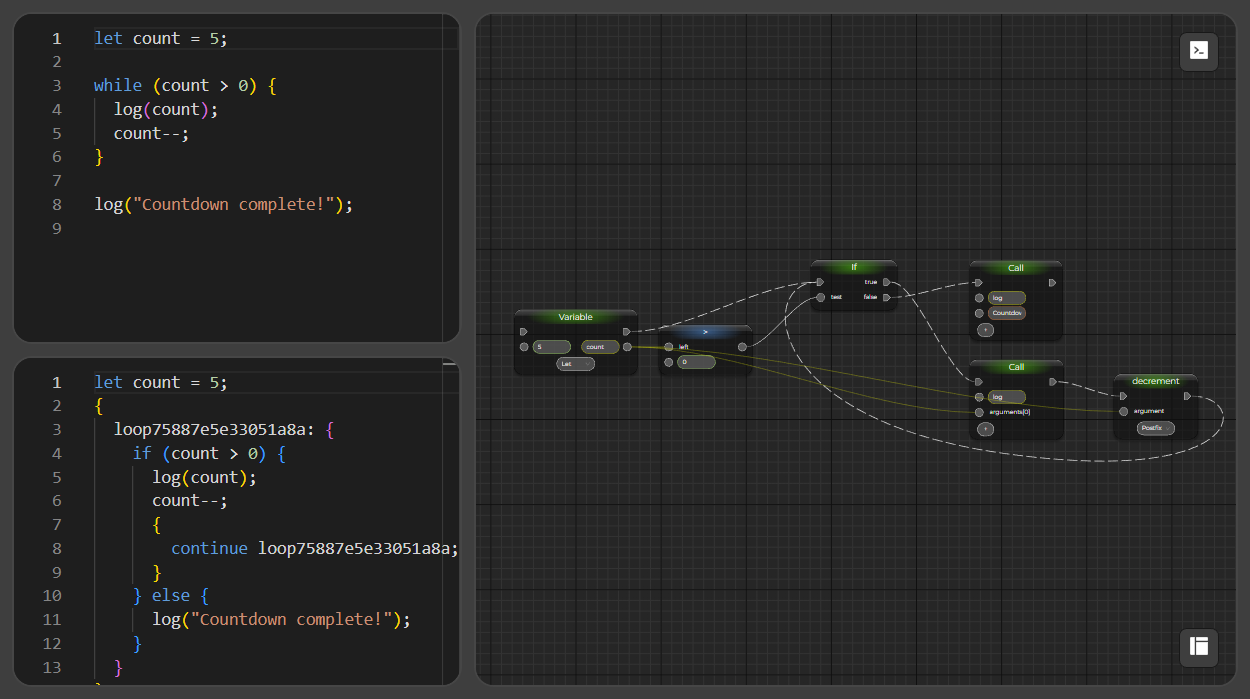 1 let count = 5;
2
3 while (count > 0) {
4 log(count);
5 count--;
6 }
7
8 log("Countdown complete!");
9
1 let count = 5;
2 {
3 loop75887e5e33051a8a: {
4 if (count > 0) {
5 log(count);
6 count--;
7 {
8 continue loop75887e5e33051a8a;
9 }
10 } else {
11 log("Countdown complete!");
12 }
13 }
}
Variable
5 count
Let
>
left
0
If
true
test false
Call
log
Countdov
+
Call
log
arguments[0]
+
decrement
argument
Postfix